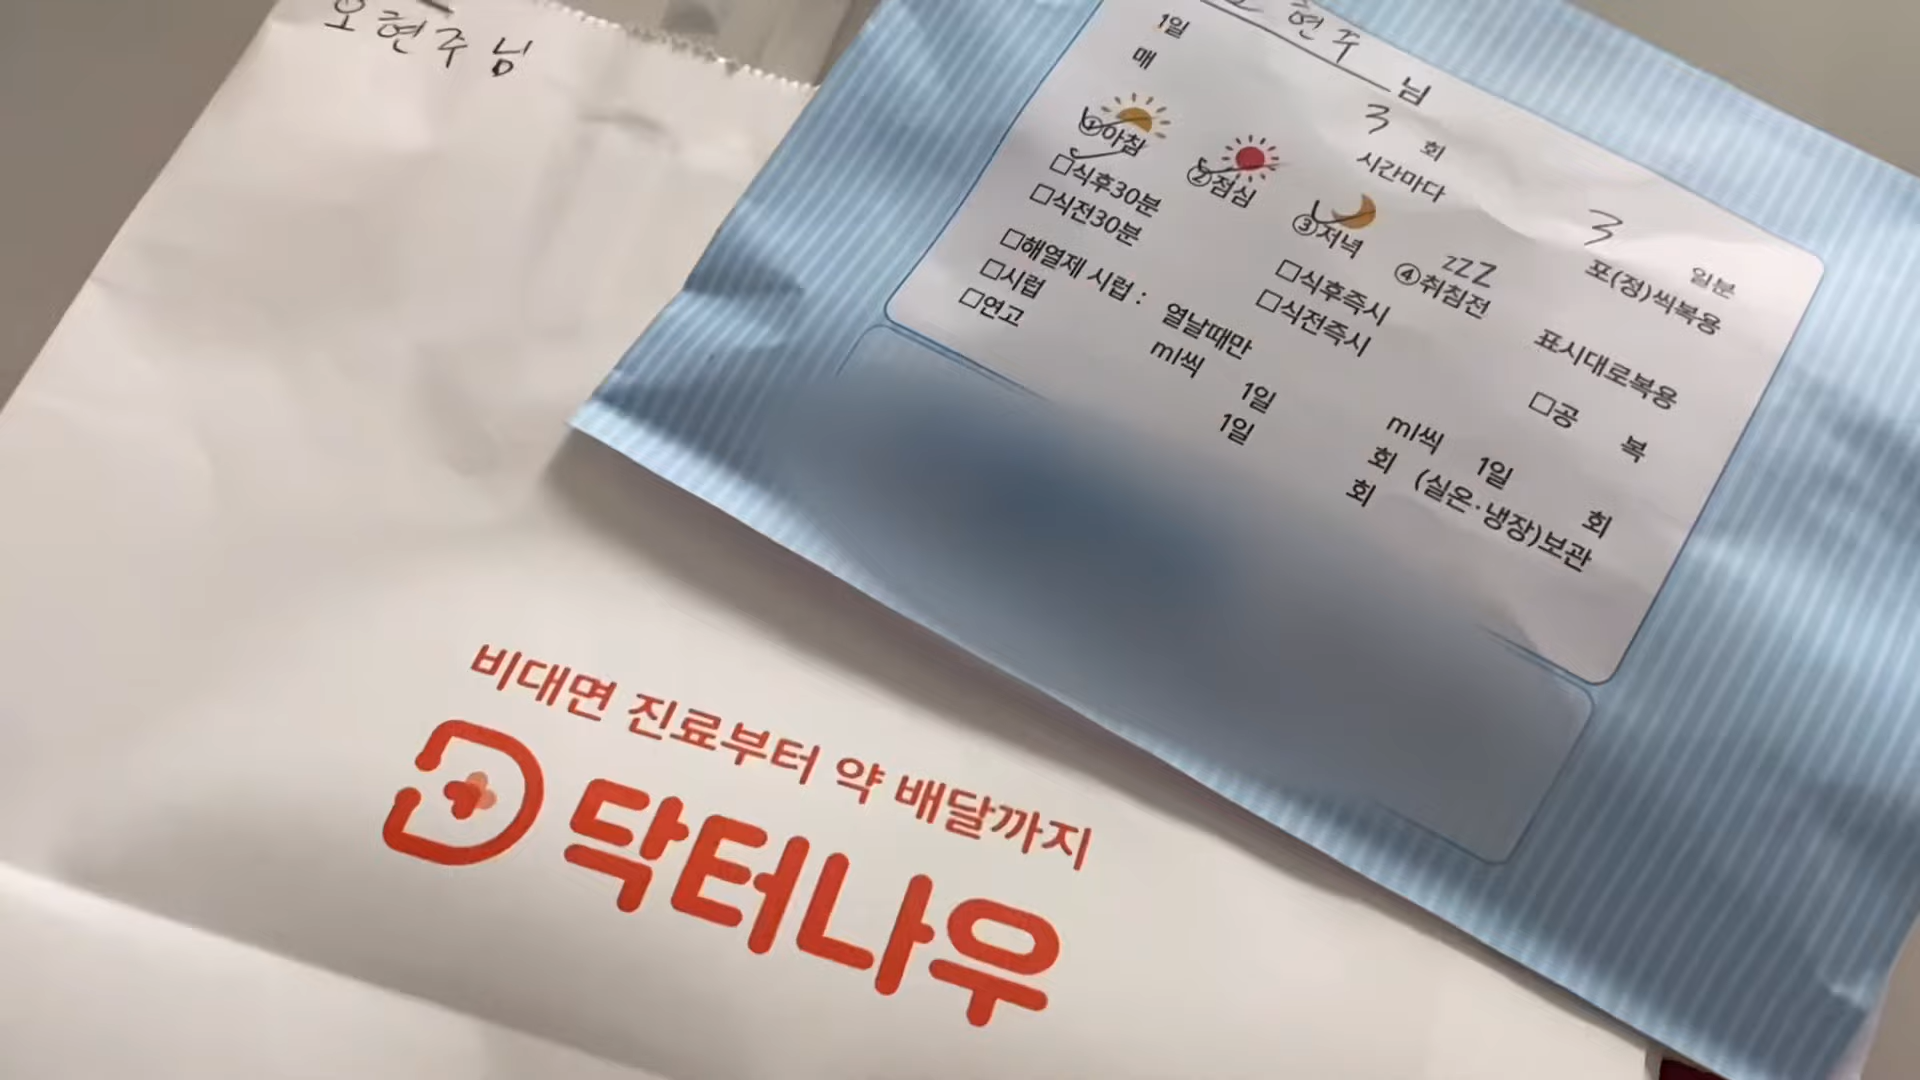 오현주 님
현주 님
1일 3 회 3 일분
매 시간마다 포(정)씩복용
①아침 ②점심 ③저녁 ④취침전 표시대로복용
zzz
□식후30분 □식후즉시 □공 복
□식전30분 □식전즉시
□해열제 시럽 : 열날때만 ml씩 1일 회
□시럽 ml씩 1일 회 (실온·냉장)보관
□연고 1일 회
비대면 진료부터 약 배달까지
닥터나우